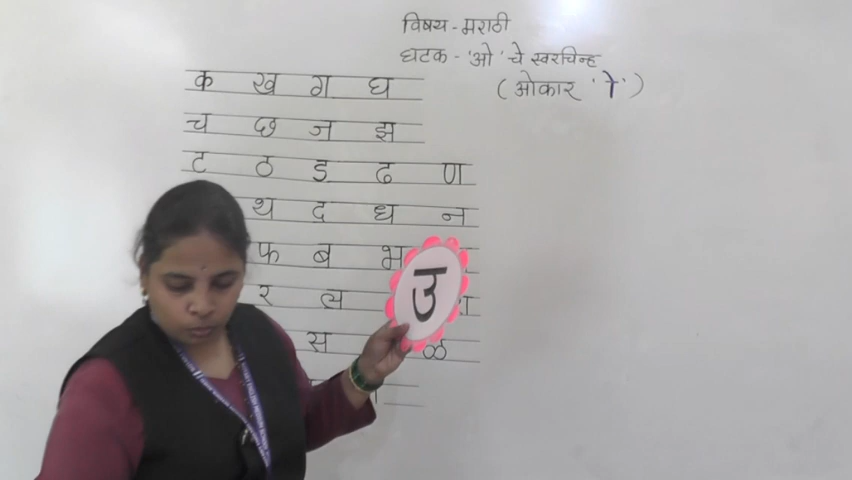 विषय - मराठी
घटक - 'ओ' चे स्वरचिन्ह
(ओकार 'ो')
क ख ग घ
च छ ज झ
ट ठ ड ढ ण
थ द ध न
फ ब भ
र ल
स ळ
उ